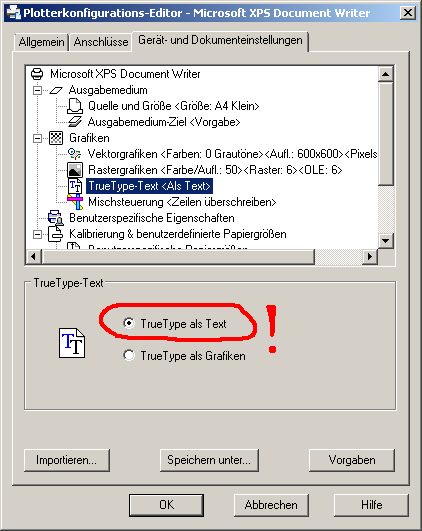 Plotterkonfigurations-Editor - Microsoft XPS Document Writer
Allgemein Anschlüsse Gerät- und Dokumenteinstellungen
Microsoft XPS Document Writer
Ausgabemedium
Quelle und Größe <Größe: A4 Klein>
Ausgabemedium-Ziel <Vorgabe>
Grafiken
Vektorgrafiken <Farben: 0 Grautöne><Aufl.: 600x600><Pixels
Rastergrafiken <Farbe/Aufl.: 50><Raster: 6><OLE: 6>
TrueType-Text <Als Text>
Mischsteuerung <Zeilen überschreiben>
Benutzerspezifische Eigenschaften
Kalibrierung & benutzerdefinierte Papiergrößen
Benutzerspezifische Papiergrößen
TrueType-Text
TrueType als Text !
TT
TrueType als Grafiken
Importieren... Speichern unter... Vorgaben
OK Abbrechen Hilfe